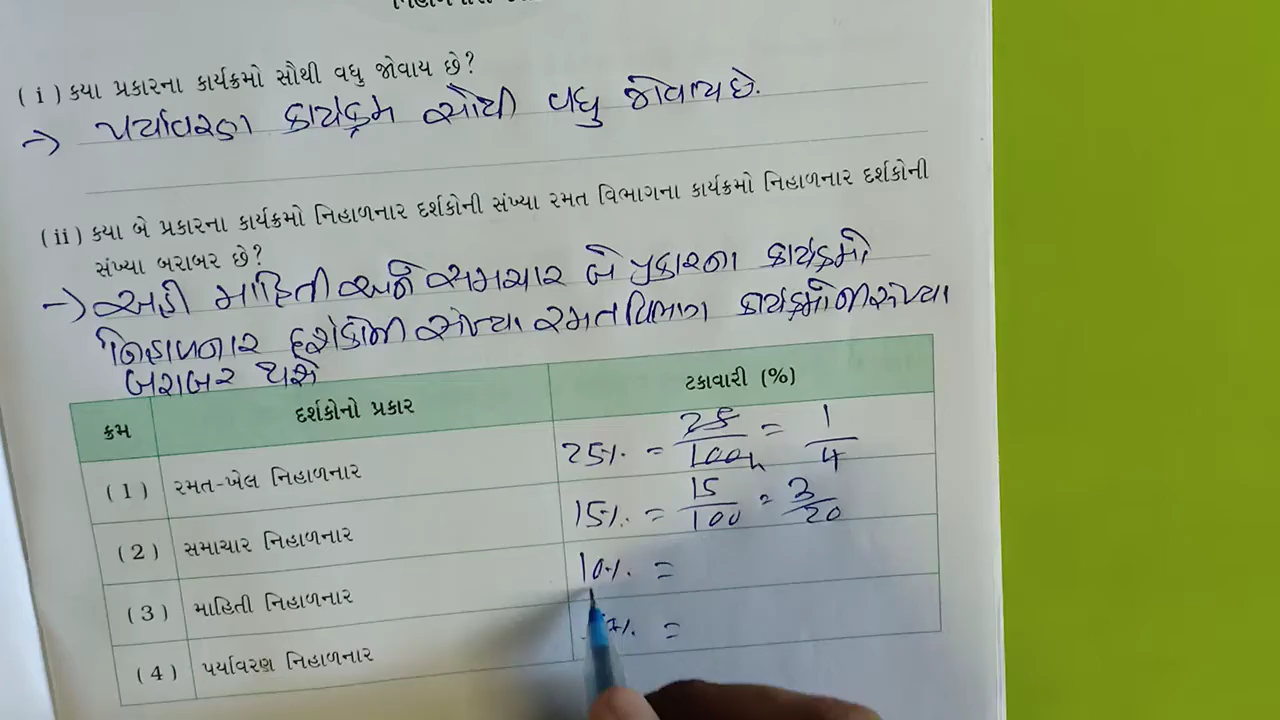 (i) કયા પ્રકારના કાર્યક્રમો સૌથી વધુ જોવાય છે?
→ પર્યાવરણ કાર્યક્રમ સૌથી વધુ જોવાય છે.
(ii) કયા બે પ્રકારના કાર્યક્રમો નિહાળનાર દર્શકોની સંખ્યા રમત વિભાગના કાર્યક્રમો નિહાળનાર દર્શકોની
સંખ્યા બરાબર છે?
→ અહી માહિતી અને સમચાર બે પ્રકારના કાર્યક્રમો
નિહાળનાર દર્શકોની સંખ્યા રમત વિભાગ કાર્યક્રમોની સંખ્યા
બરાબર થશે
ક્રમ દર્શકોનો પ્રકાર ટકાવારી (%)
(1) રમત-ખેલ નિહાળનાર 25% = 25/100 = 1/4
(2) સમાચાર નિહાળનાર 15% = 15/100 = 3/20
(3) માહિતી નિહાળનાર 10% =
(4) પર્યાવરણ નિહાળનાર =